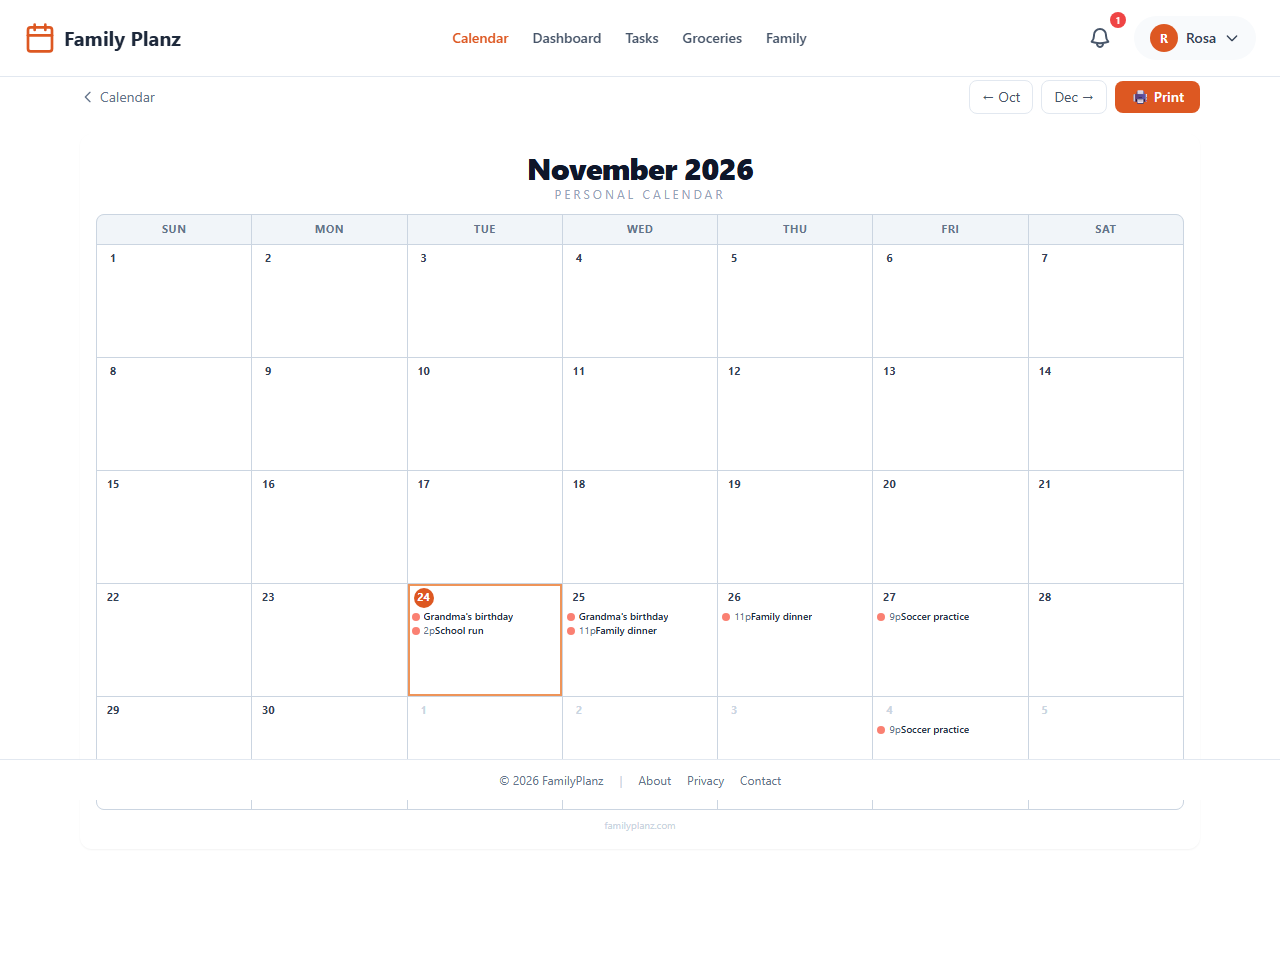 Family Planz
Calendar Dashboard Tasks Groceries Family
1
R Rosa
Calendar
← Oct
Dec →
Print
November 2026
PERSONAL CALENDAR
SUN MON TUE WED THU FRI SAT
1 2 3 4 5 6 7
8 9 10 11 12 13 14
15 16 17 18 19 20 21
22 23 24 25 26 27 28
Grandma's birthday Grandma's birthday 11pFamily dinner 9pSoccer practice
2pSchool run 11pFamily dinner
29 30 1 2 3 4 5
9pSoccer practice
© 2026 FamilyPlanz | About Privacy Contact
familyplanz.com